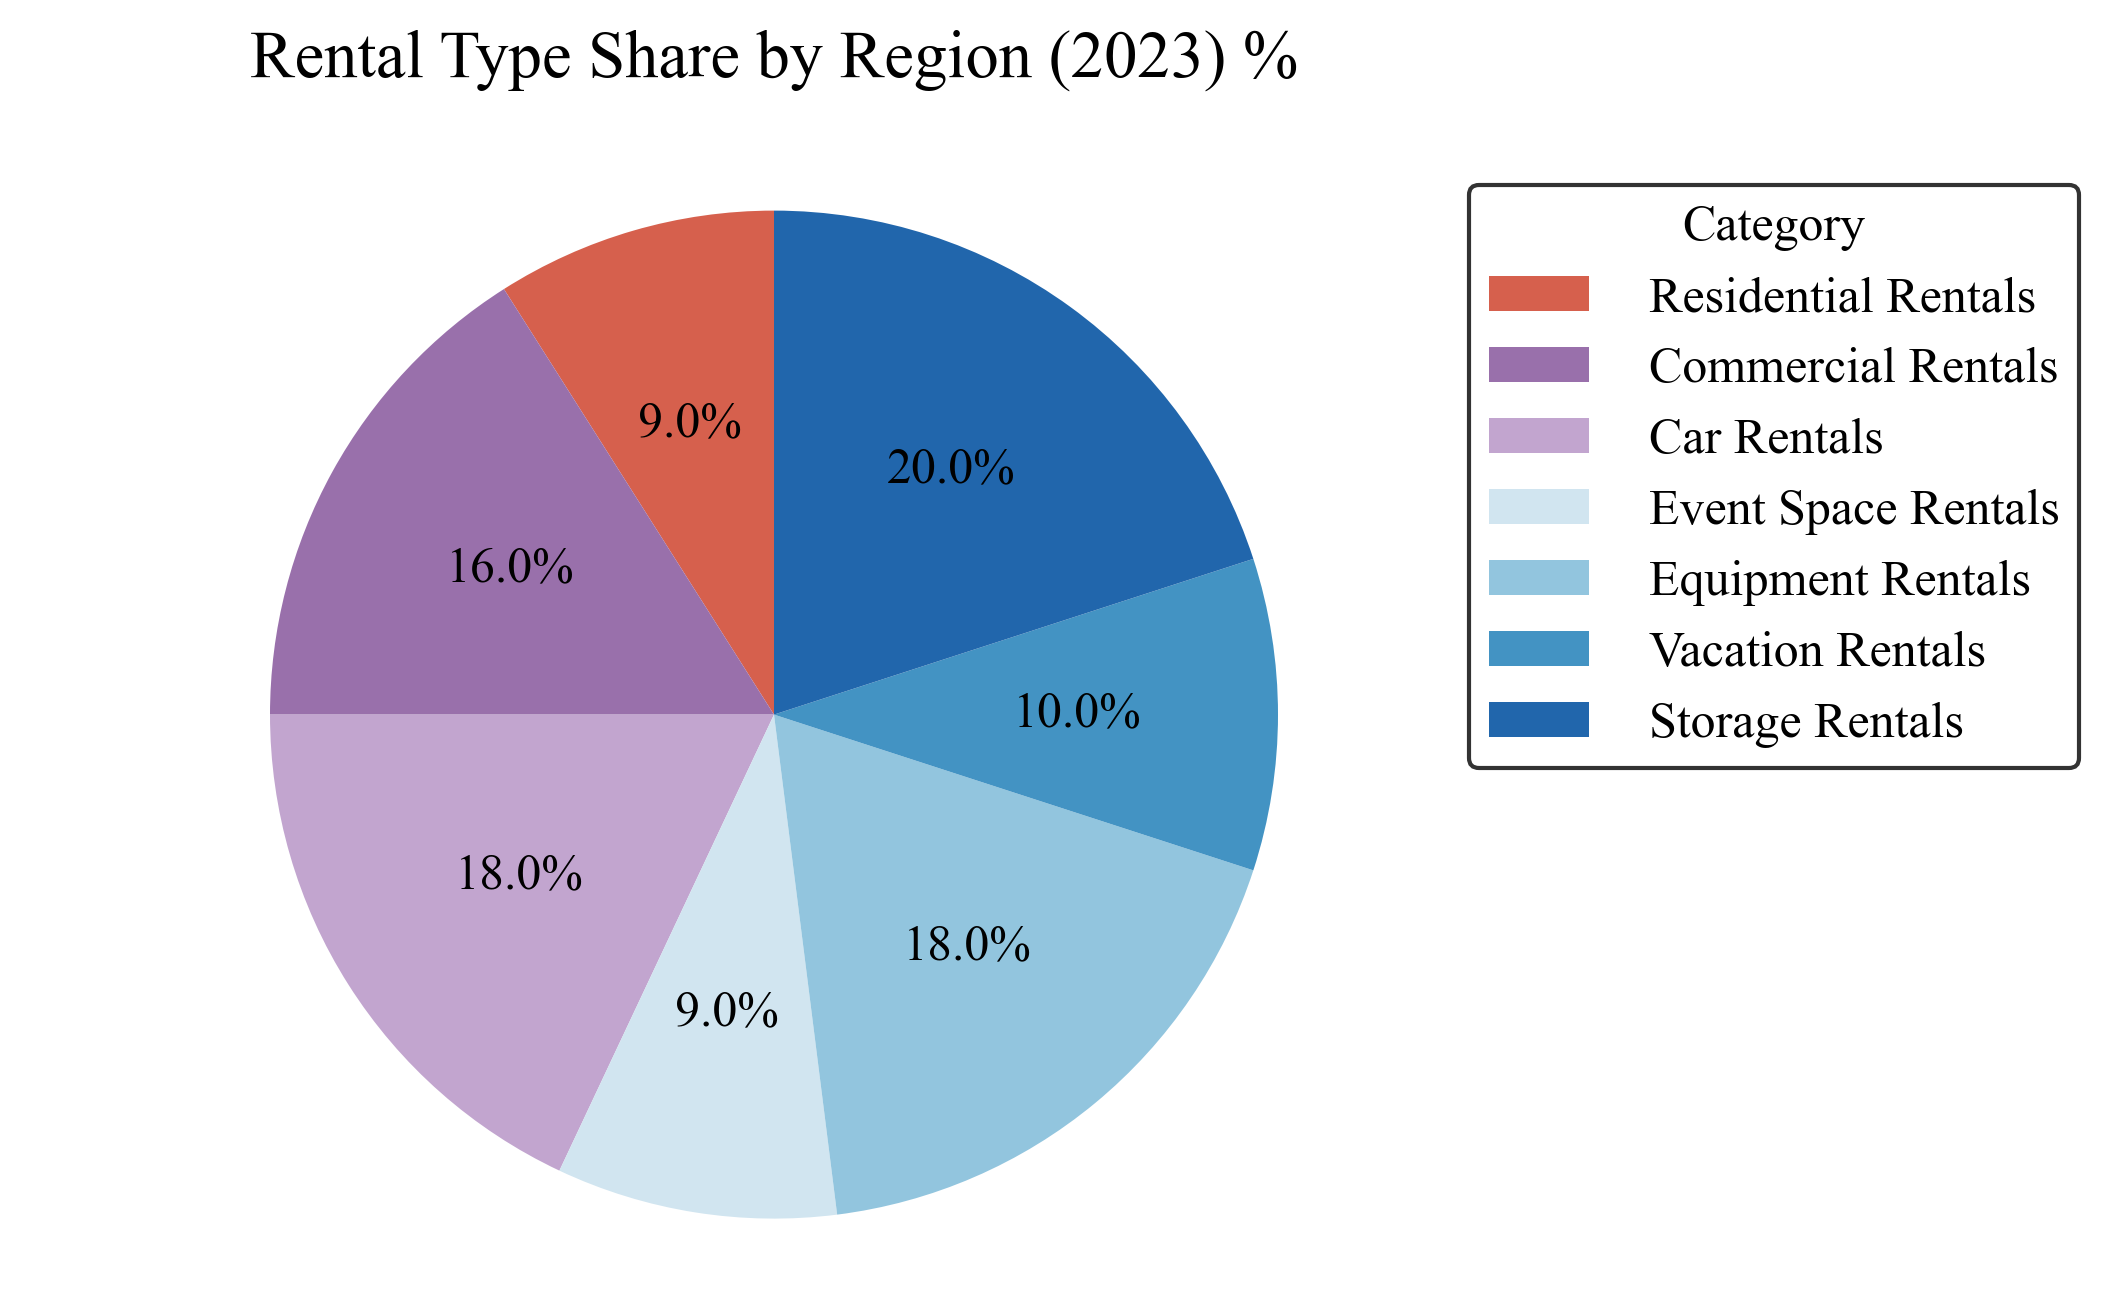 Rental Type Share by Region (2023) %
9.0%
20.0%
16.0%
10.0%
18.0%
18.0%
9.0%
Category
Residential Rentals
Commercial Rentals
Car Rentals
Event Space Rentals
Equipment Rentals
Vacation Rentals
Storage Rentals